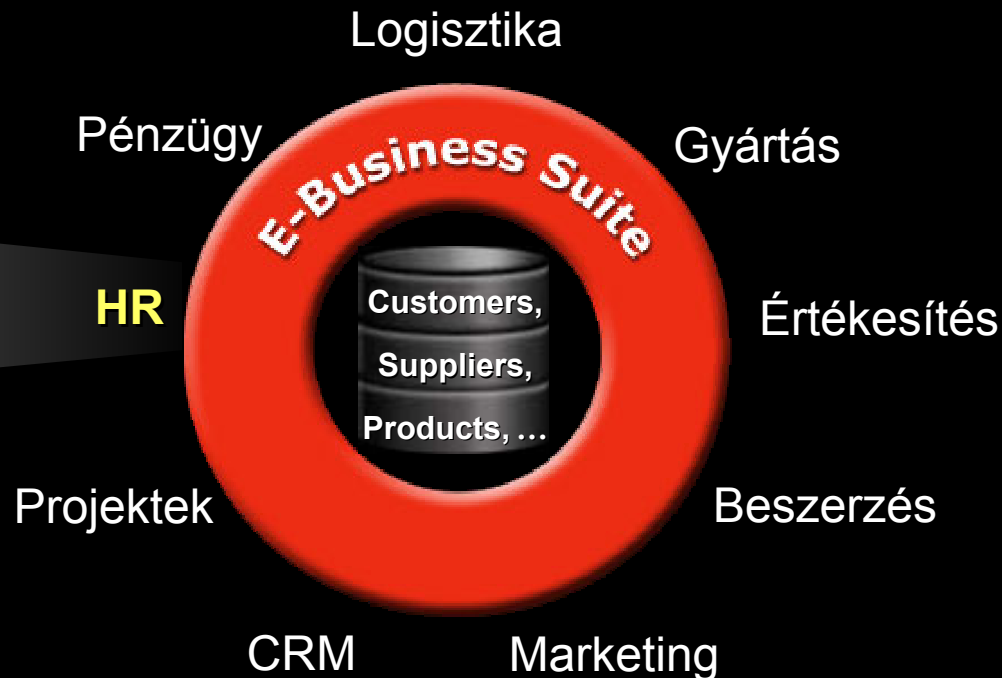 Logisztika
Pénzügy
Gyártás
E-Business Suite
HR
Customers,
Suppliers,
Products, ...
Értékesítés
Projektek
Beszerzés
CRM
Marketing